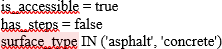 is_accessible = true
has_steps = false
surface_type IN ('asphalt', 'concrete')